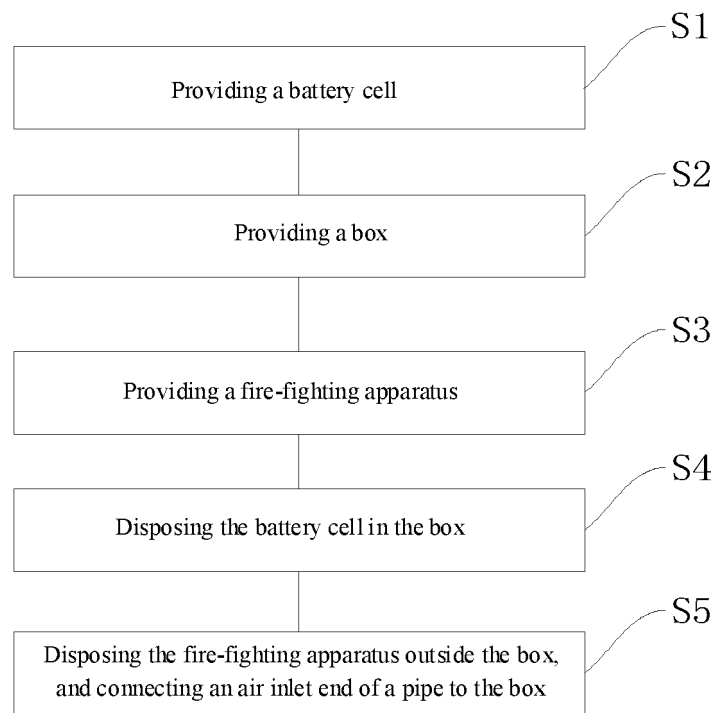 S1
Providing a battery cell
S2
Providing a box
S3
Providing a fire-fighting apparatus
S4
Disposing the battery cell in the box
S5
Disposing the fire-fighting apparatus outside the box,
and connecting an air inlet end of a pipe to the box